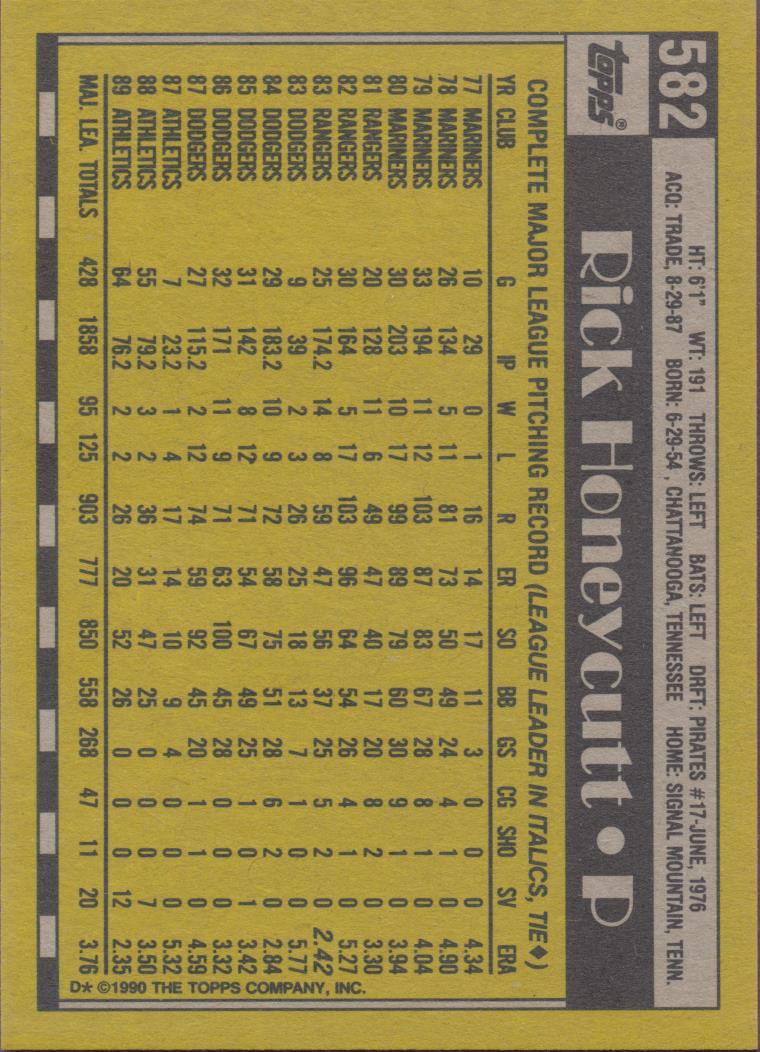 582
HT: 6'1" WT: 191 THROWS: LEFT BATS: LEFT DRFT: PIRATES #17-JUNE, 1976
ACQ: TRADE, 8-29-87 BORN: 6-29-54, CHATTANOOGA, TENNESSEE HOME: SIGNAL MOUNTAIN, TENN.
topps® Rick Honeycutt • P
COMPLETE MAJOR LEAGUE PITCHING RECORD (LEAGUE LEADER IN ITALICS, TIE◆)
YR CLUB G IP W L R ER SO BB GS CG SHO SV ERA
77 MARINERS 10 29 0 1 16 14 17 11 3 0 0 0 4.34
78 MARINERS 26 134 5 11 81 73 50 49 24 4 1 0 4.90
79 MARINERS 33 194 11 12 103 87 83 67 28 8 1 0 4.04
80 MARINERS 30 203 10 17 99 89 79 60 30 9 1 0 3.94
81 RANGERS 20 128 11 6 49 47 40 17 20 8 2 0 3.30
82 RANGERS 30 164 5 17 103 96 64 54 26 4 1 0 5.27
83 RANGERS 25 174.2 14 8 59 47 56 37 25 5 2 0 2.42
83 DODGERS 9 39 2 3 26 25 18 13 7 1 0 0 5.77
84 DODGERS 29 183.2 10 9 72 58 75 51 28 6 2 0 2.84
85 DODGERS 31 142 8 12 71 54 67 49 25 1 0 1 3.42
86 DODGERS 32 171 11 9 71 63 100 45 28 0 0 0 3.32
87 DODGERS 27 115.2 2 12 74 59 92 45 20 1 1 0 4.59
87 ATHLETICS 7 23.2 1 4 17 14 10 9 4 0 0 0 5.32
88 ATHLETICS 55 79.2 3 2 36 31 47 25 0 0 0 7 3.50
89 ATHLETICS 64 76.2 2 2 26 20 52 26 0 0 0 12 2.35
MAJ. LEA. TOTALS 428 1858 95 125 903 777 850 558 268 47 11 20 3.76
D* ©1990 THE TOPPS COMPANY, INC.